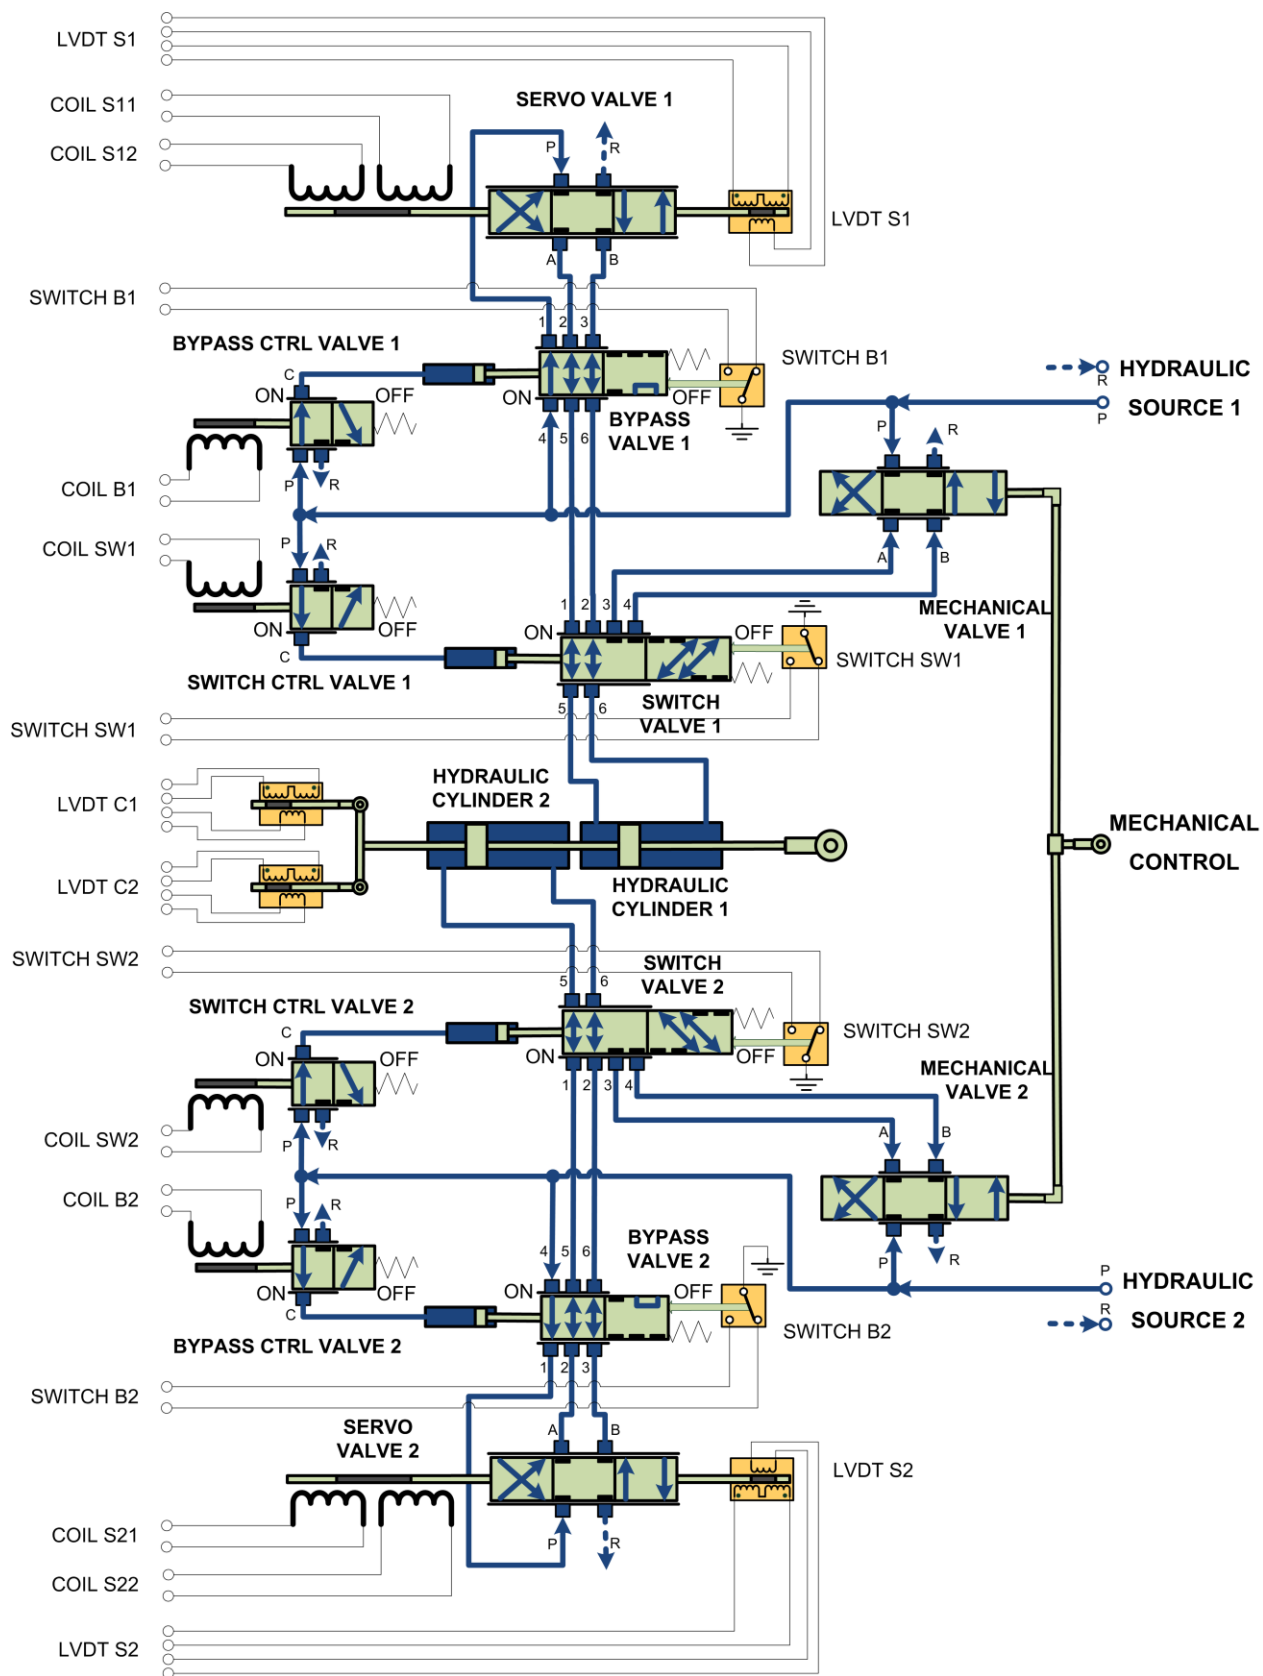 LVDT S1
COIL S11
COIL S12
SERVO VALVE 1
P
R
A
B
LVDT S1
SWITCH B1
1
2
3
BYPASS CTRL VALVE 1
C
ON
OFF
ON
OFF
SWITCH B1
BYPASS
VALVE 1
4
5
6
R
HYDRAULIC
SOURCE 1
P
P
R
COIL B1
P
R
COIL SW1
P
R
ON
OFF
C
A
B
1
2
3
4
MECHANICAL
VALVE 1
ON
OFF
SWITCH SW1
SWITCH CTRL VALVE 1
5
6
SWITCH
VALVE 1
SWITCH SW1
HYDRAULIC
CYLINDER 2
LVDT C1
MECHANICAL
CONTROL
LVDT C2
HYDRAULIC
CYLINDER 1
SWITCH SW2
SWITCH
VALVE 2
5
6
SWITCH CTRL VALVE 2
C
ON
OFF
ON
OFF
SWITCH SW2
MECHANICAL
VALVE 2
1
2
3
4
COIL SW2
P
R
A
B
COIL B2
P
R
BYPASS
VALVE 2
4
5
6
P
R
P
HYDRAULIC
R
SOURCE 2
ON
OFF
C
ON
OFF
SWITCH B2
BYPASS CTRL VALVE 2
1
2
3
SWITCH B2
SERVO
VALVE 2
A
B
LVDT S2
P
R
COIL S21
COIL S22
LVDT S2